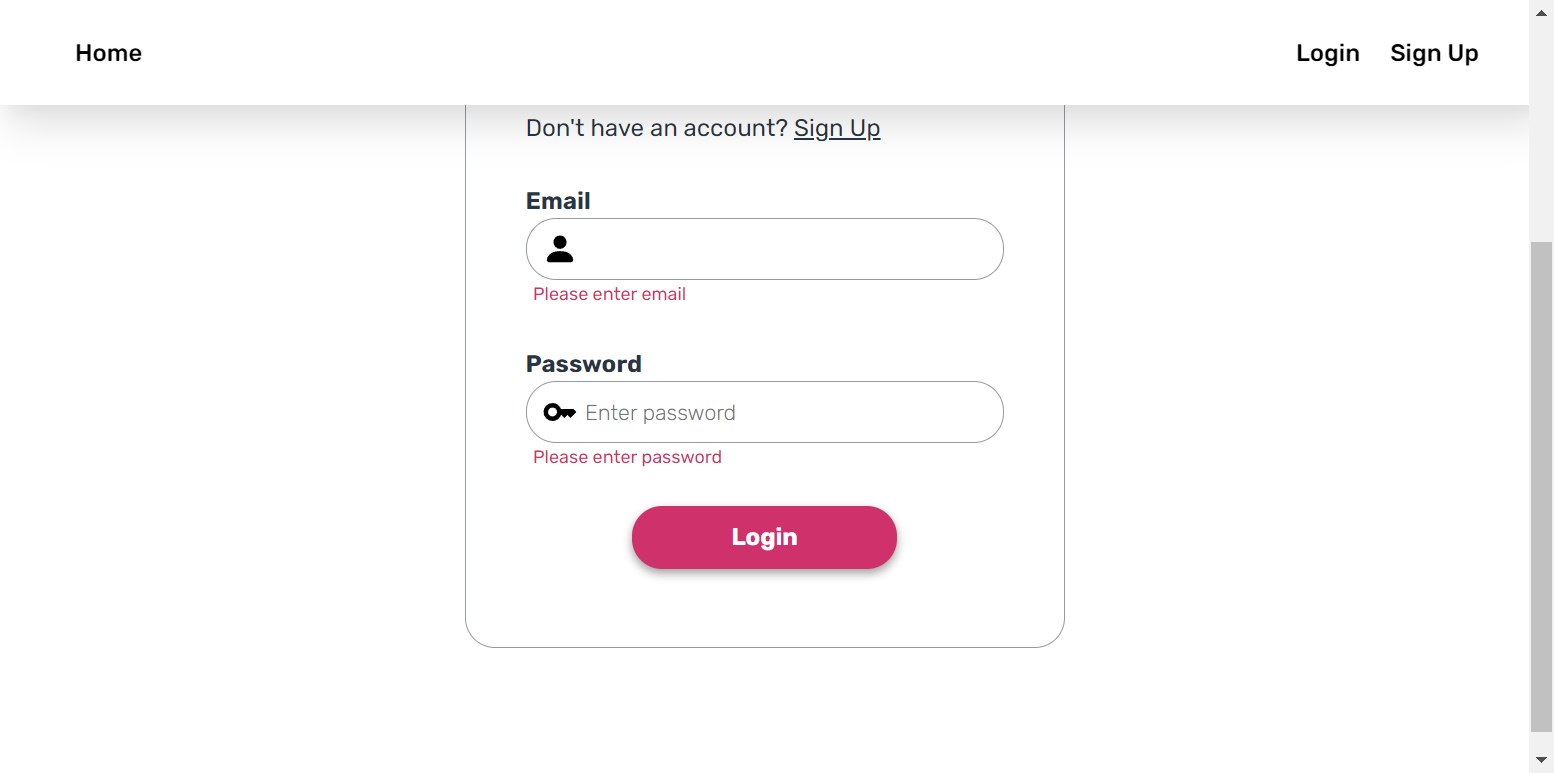 Home Login Sign Up
Don't have an account? Sign Up
Email
Please enter email
Password
Enter password
Please enter password
Login